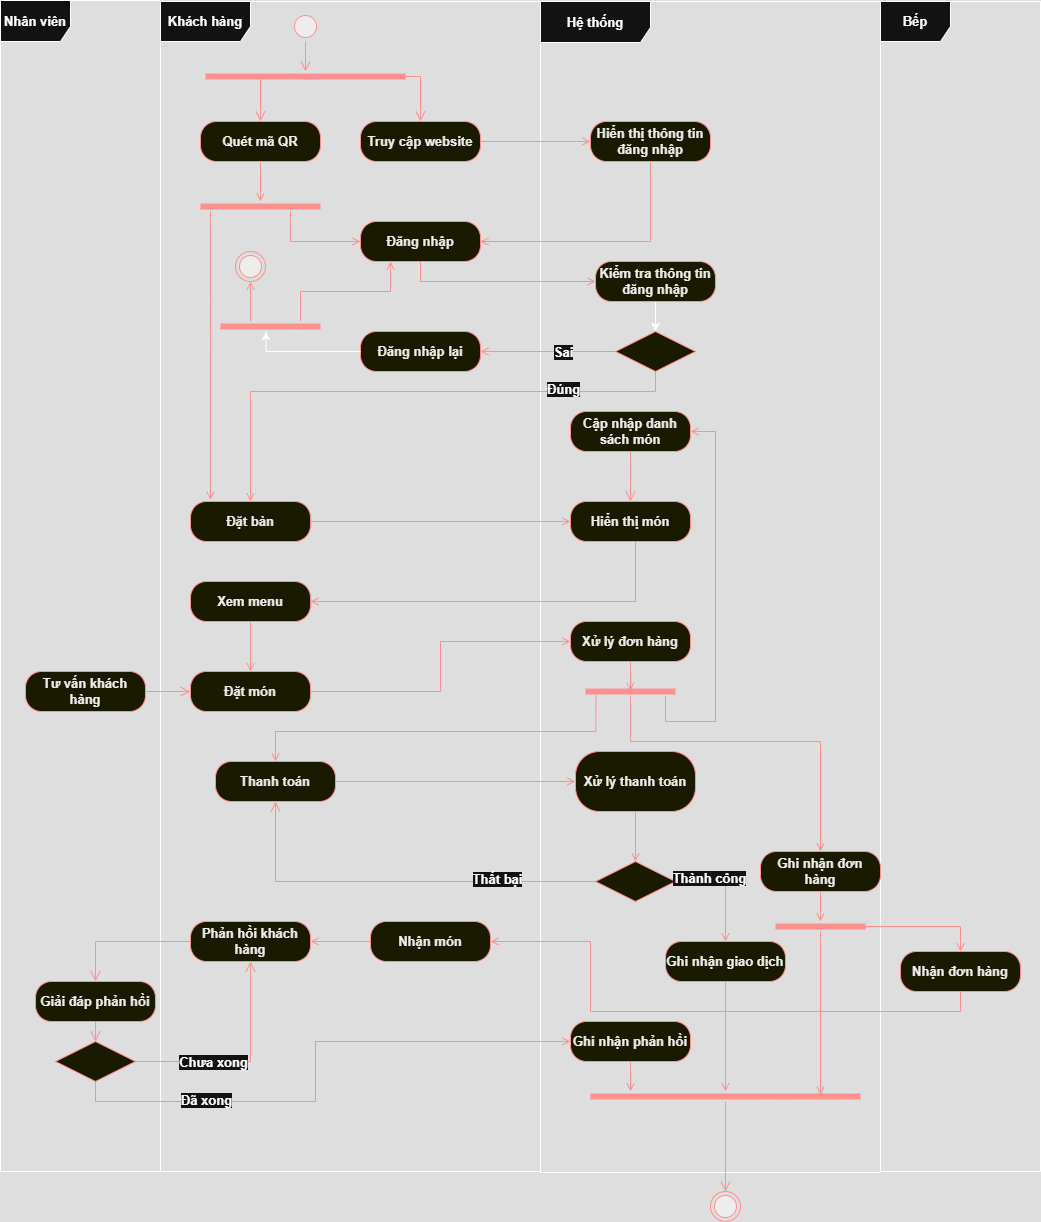 Nhân viên
Khách hàng
Hệ thống
Bếp
Quét mã QR
Truy cập website
Hiển thị thông tin
đăng nhập
Đăng nhập
Kiểm tra thông tin
đăng nhập
Đăng nhập lại
Sai
Đúng
Cập nhập danh
sách món
Đặt bàn
Hiển thị món
Xem menu
Xử lý đơn hàng
Tư vấn khách
hàng
Đặt món
Thanh toán
Xử lý thanh toán
Thất bại
Thành công
Ghi nhận đơn
hàng
Phản hồi khách
hàng
Nhận món
Ghi nhận giao dịch
Nhận đơn hàng
Giải đáp phản hồi
Ghi nhận phản hồi
Chưa xong
Đã xong